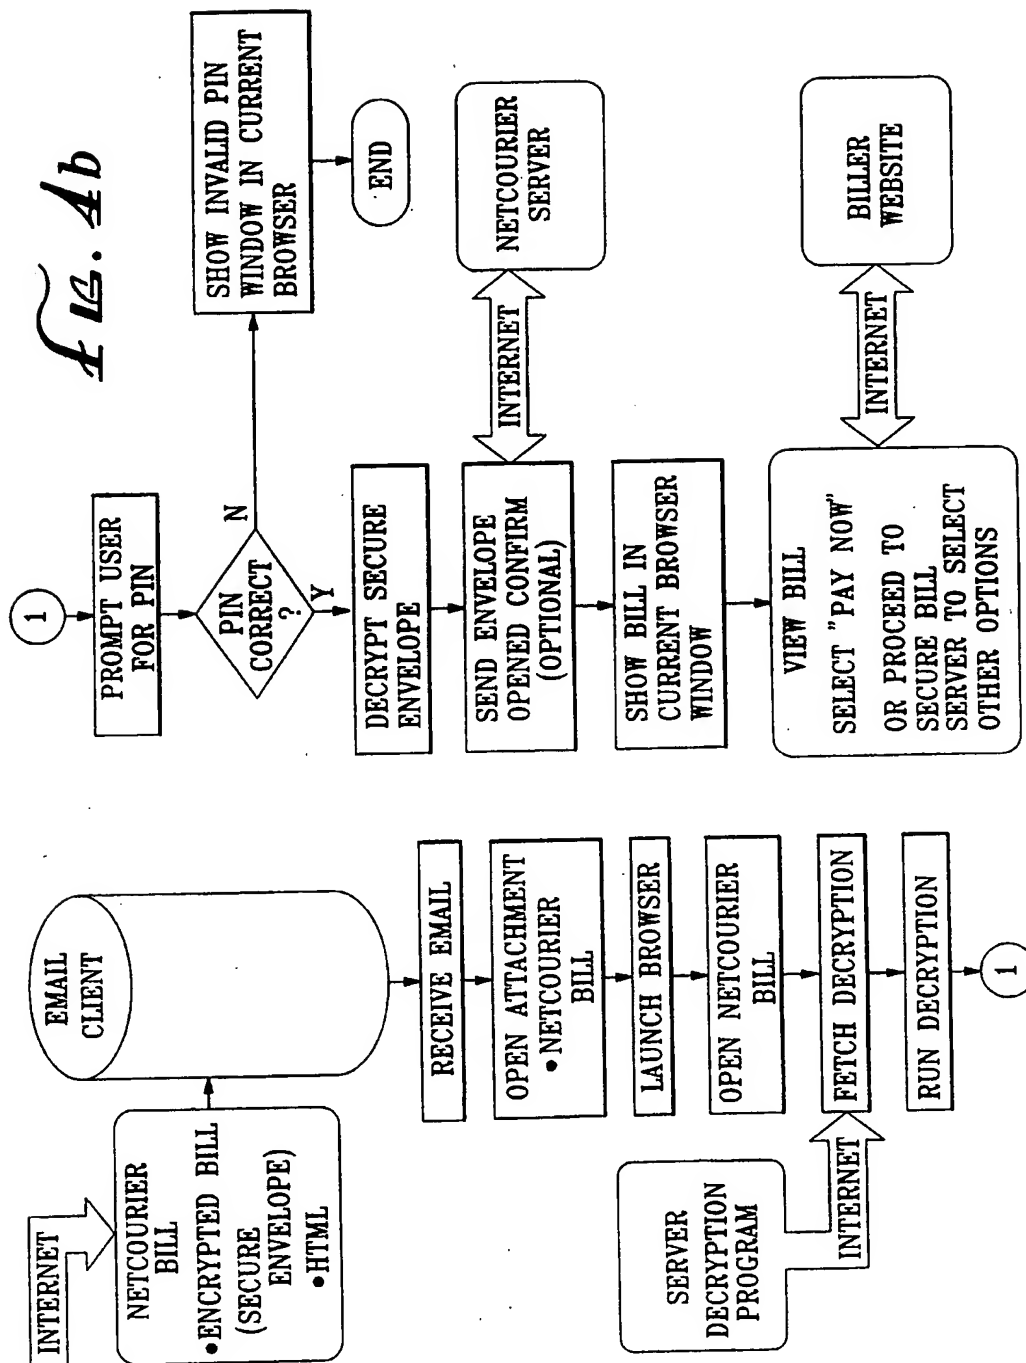 Fig. 4b
INTERNET
NETCOURIER
BILL
•ENCRYPTED BILL
(SECURE
ENVELOPE)
•HTML
EMAIL
CLIENT
RECEIVE EMAIL
OPEN ATTACHMENT
•NETCOURIER
BILL
LAUNCH BROWSER
OPEN NETCOURIER
BILL
SERVER
DECRYPTION
PROGRAM
INTERNET
FETCH DECRYPTION
RUN DECRYPTION
1
1
PROMPT USER
FOR PIN
PIN
CORRECT
?
N
Y
SHOW INVALID PIN
WINDOW IN CURRENT
BROWSER
END
DECRYPT SECURE
ENVELOPE
SEND ENVELOPE
OPENED CONFIRM
(OPTIONAL)
INTERNET
NETCOURIER
SERVER
SHOW BILL IN
CURRENT BROWSER
WINDOW
VIEW BILL
SELECT "PAY NOW"
OR PROCEED TO
SECURE BILL
SERVER TO SELECT
OTHER OPTIONS
INTERNET
BILLER
WEBSITE